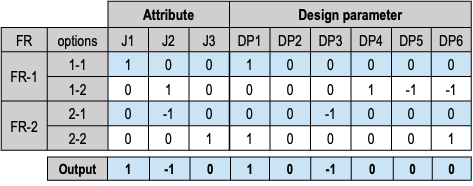 Attribute Design parameter
FR options J1 J2 J3 DP1 DP2 DP3 DP4 DP5 DP6
FR-1
1-1 1 0 0 1 0 0 0 0 0
1-2 0 1 0 0 0 0 1 -1 -1
FR-2
2-1 0 -1 0 0 0 -1 0 0 0
2-2 0 0 1 1 0 0 0 0 1
Output 1 -1 0 1 0 -1 0 0 0